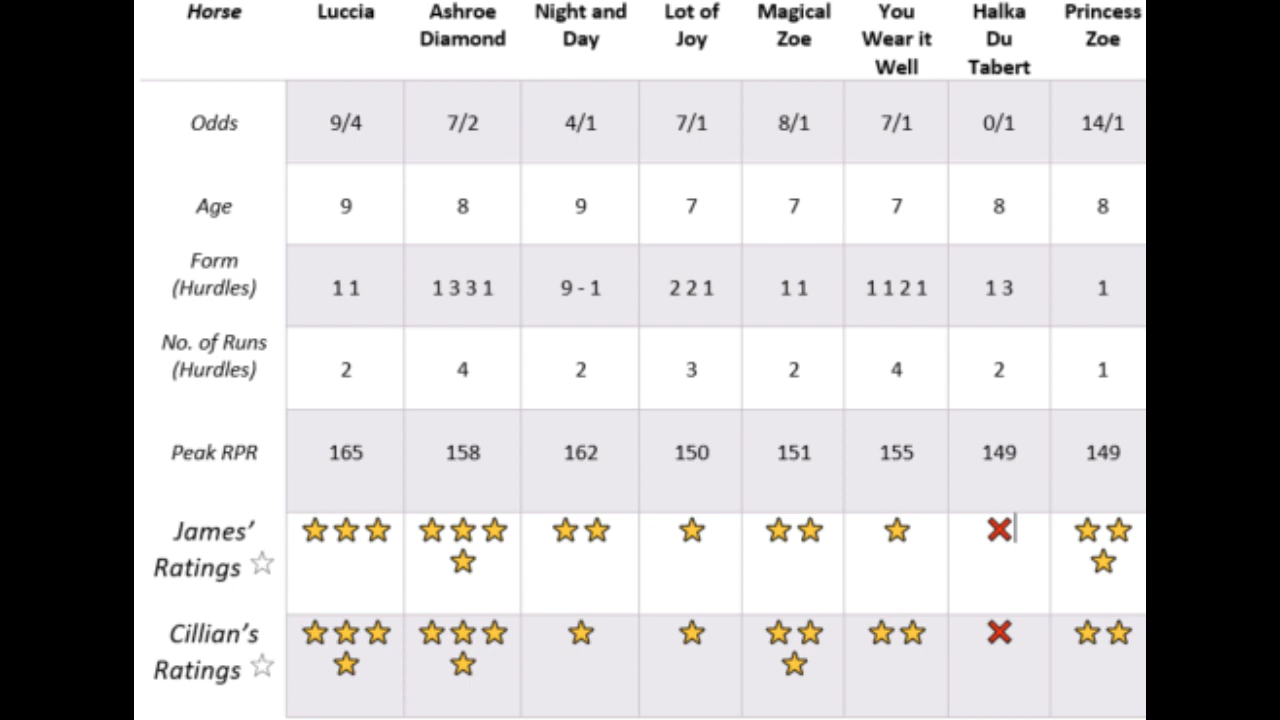 Horse Luccia Ashroe Night and Lot of Magical You Halka Princess
Diamond Day Joy Zoe Wear it Du Zoe
Well Tabert
Odds 9/4 7/2 4/1 7/1 8/1 7/1 0/1 14/1
Age 9 8 9 7 7 7 8 8
Form
(Hurdles) 1 1 1 3 3 1 9 - 1 2 2 1 1 1 1 1 2 1 1 3 1
No. of Runs
(Hurdles) 2 4 2 3 2 4 2 1
Peak RPR 165 158 162 150 151 155 149 149
James’
Ratings
Cillian’s
Ratings